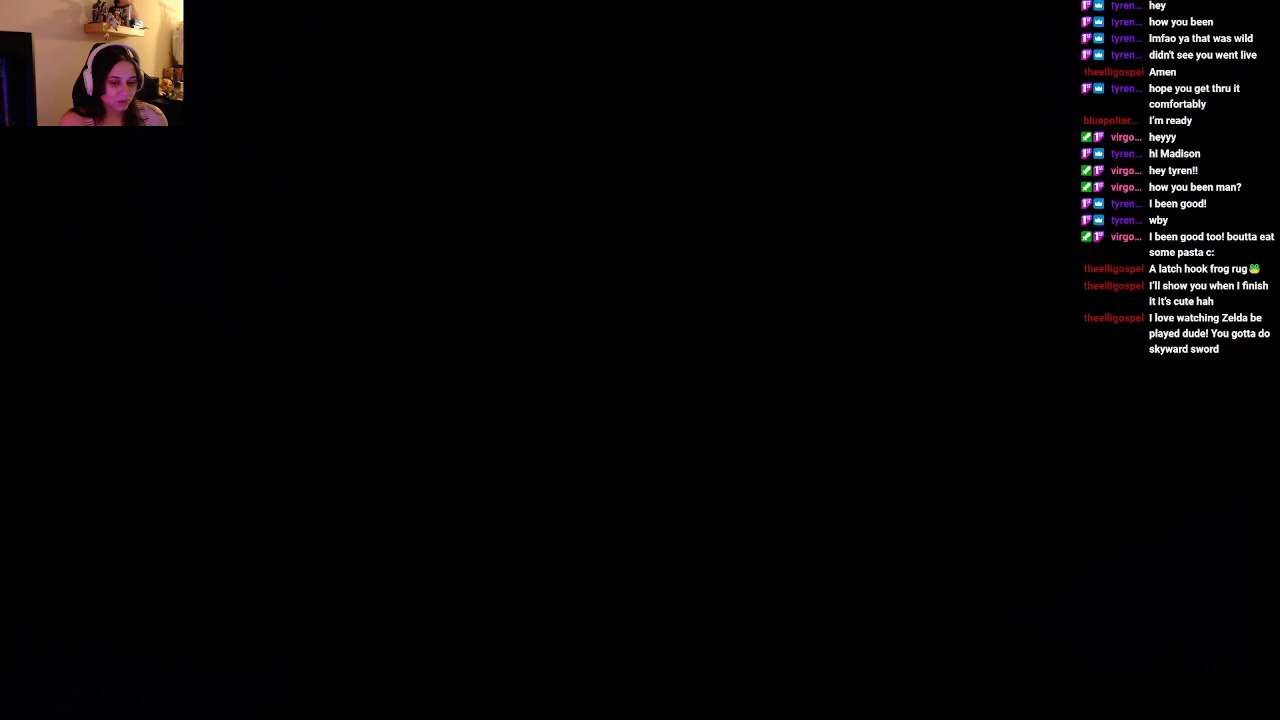 tyren... hey
tyren... how you been
tyren... lmfao ya that was wild
tyren... didn't see you went live
theelligospel Amen
tyren... hope you get thru it
comfortably
bluepolter... I'm ready
virgo... heyyy
tyren... hi Madison
virgo... hey tyren!!
virgo... how you been man?
tyren... I been good!
tyren... wby
virgo... I been good too! boutta eat
some pasta c:
theelligospel A latch hook frog rug🐸
theelligospel I'll show you when I finish
it it's cute hah
theelligospel I love watching Zelda be
played dude! You gotta do
skyward sword